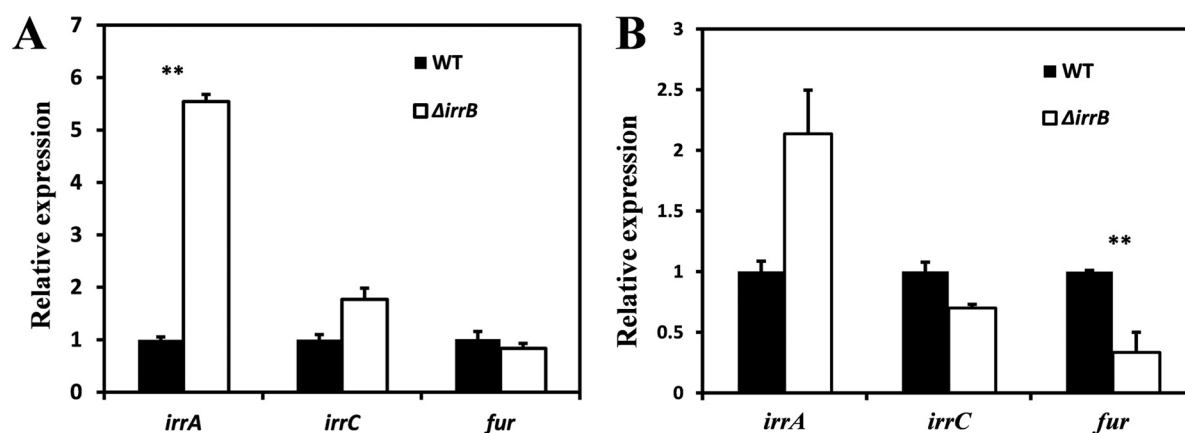 A
Relative expression
7
6
5
4
3
2
1
0
**
WT
ΔirrB
irrA
irrC
fur
B
Relative expression
3
2.5
2
1.5
1
0.5
0
WT
ΔirrB
**
irrA
irrC
fur